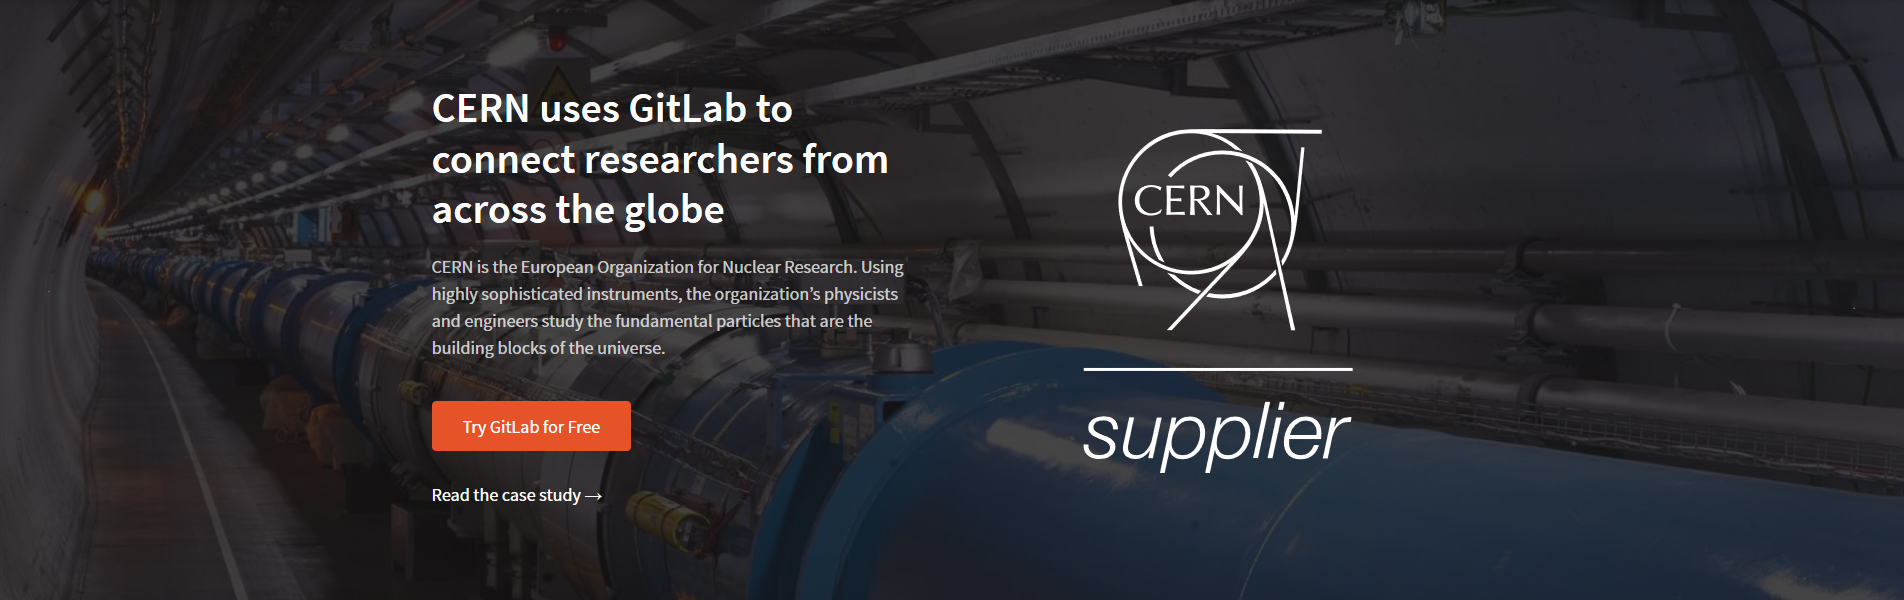 CERN uses GitLab to
connect researchers from
across the globe
CERN is the European Organization for Nuclear Research. Using
highly sophisticated instruments, the organization’s physicists
and engineers study the fundamental particles that are the
building blocks of the universe.
Try GitLab for Free
Read the case study →
CERN
supplier